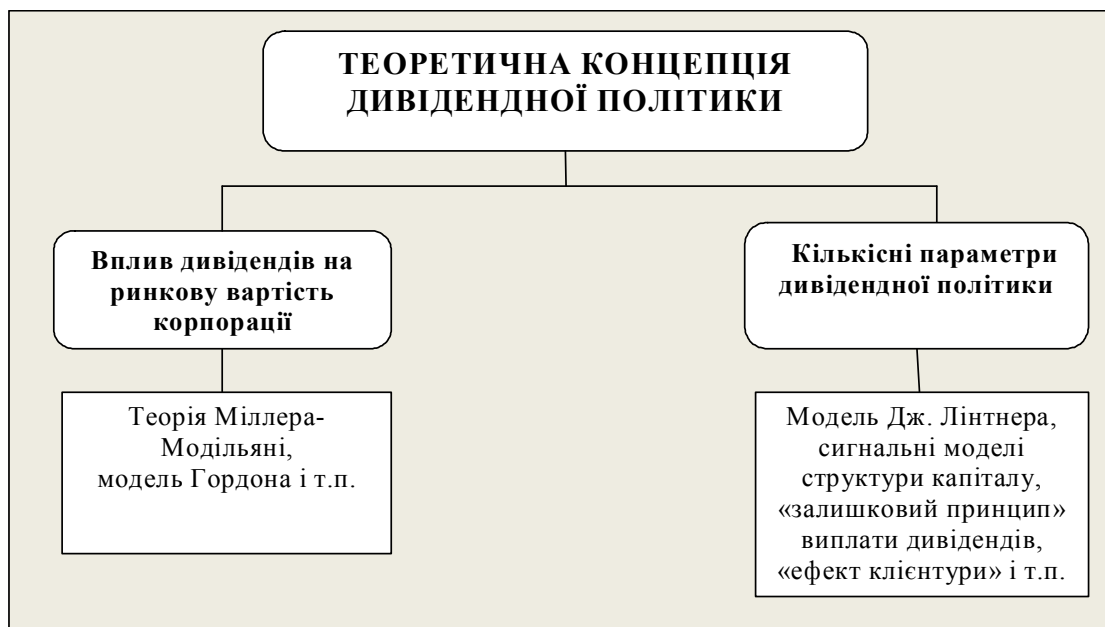 ТЕОРЕТИЧНА КОНЦЕПЦІЯ
ДИВІДЕНДНОЇ ПОЛІТИКИ
Вплив дивідендів на
ринкову вартість
корпорації
Кількісні параметри
дивідендної політики
Теорія Міллера-
Модільяні,
модель Гордона і т.п.
Модель Дж. Лінтнера,
сигнальні моделі
структури капіталу,
«залишковий принцип»
виплати дивідендів,
«ефект клієнтури» і т.п.